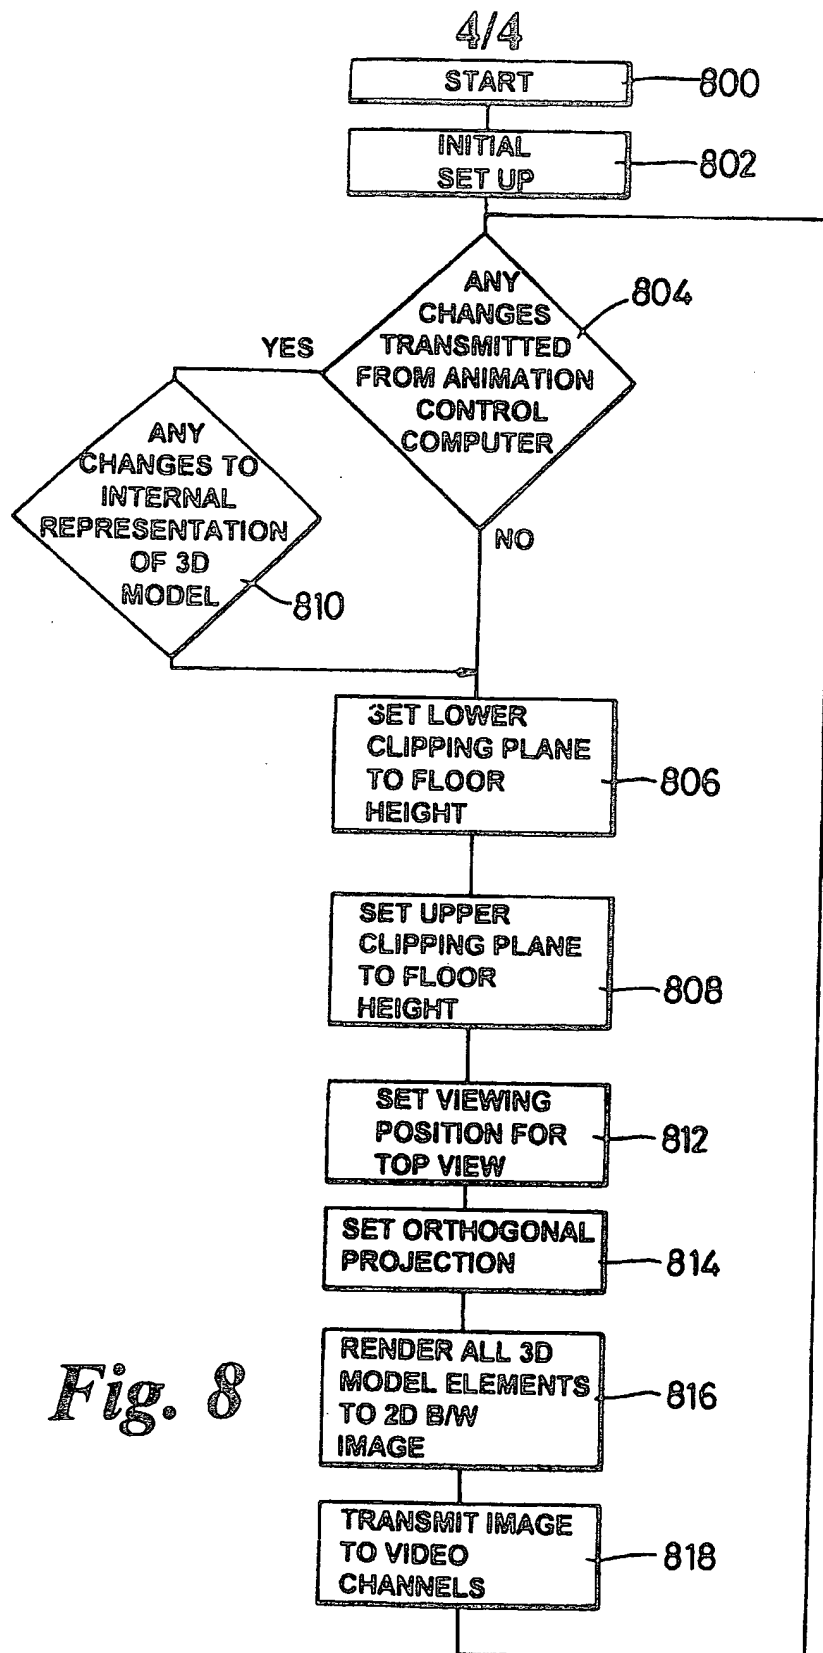 4/4
START
800
INITIAL
SET UP
802
ANY
CHANGES
TRANSMITTED
FROM ANIMATION
CONTROL
COMPUTER
804
YES
NO
ANY
CHANGES TO
INTERNAL
REPRESENTATION
OF 3D
MODEL
810
SET LOWER
CLIPPING PLANE
TO FLOOR
HEIGHT
806
SET UPPER
CLIPPING PLANE
TO FLOOR
HEIGHT
808
SET VIEWING
POSITION FOR
TOP VIEW
812
SET ORTHOGONAL
PROJECTION
814
RENDER ALL 3D
MODEL ELEMENTS
TO 2D B/W
IMAGE
816
TRANSMIT IMAGE
TO VIDEO
CHANNELS
818
Fig. 8